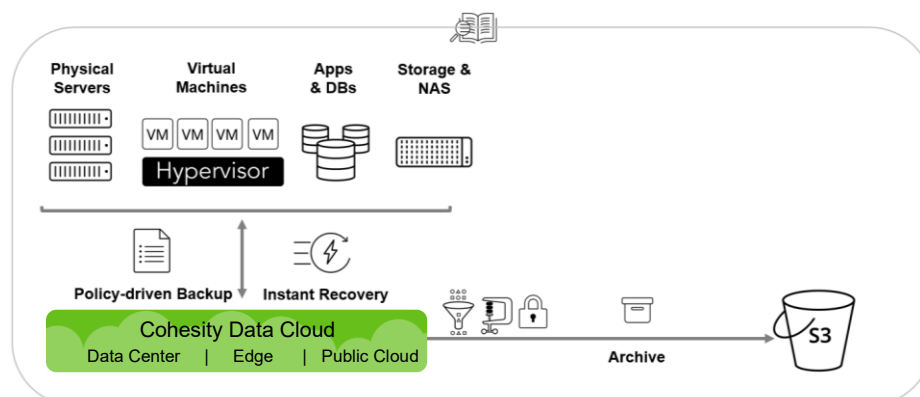 Physical
Servers
Virtual
Machines
Apps
& DBs
Storage &
NAS
VM VM VM VM
Hypervisor
Policy-driven Backup
Instant Recovery
Cohesity Data Cloud
Data Center | Edge | Public Cloud
Archive
S3